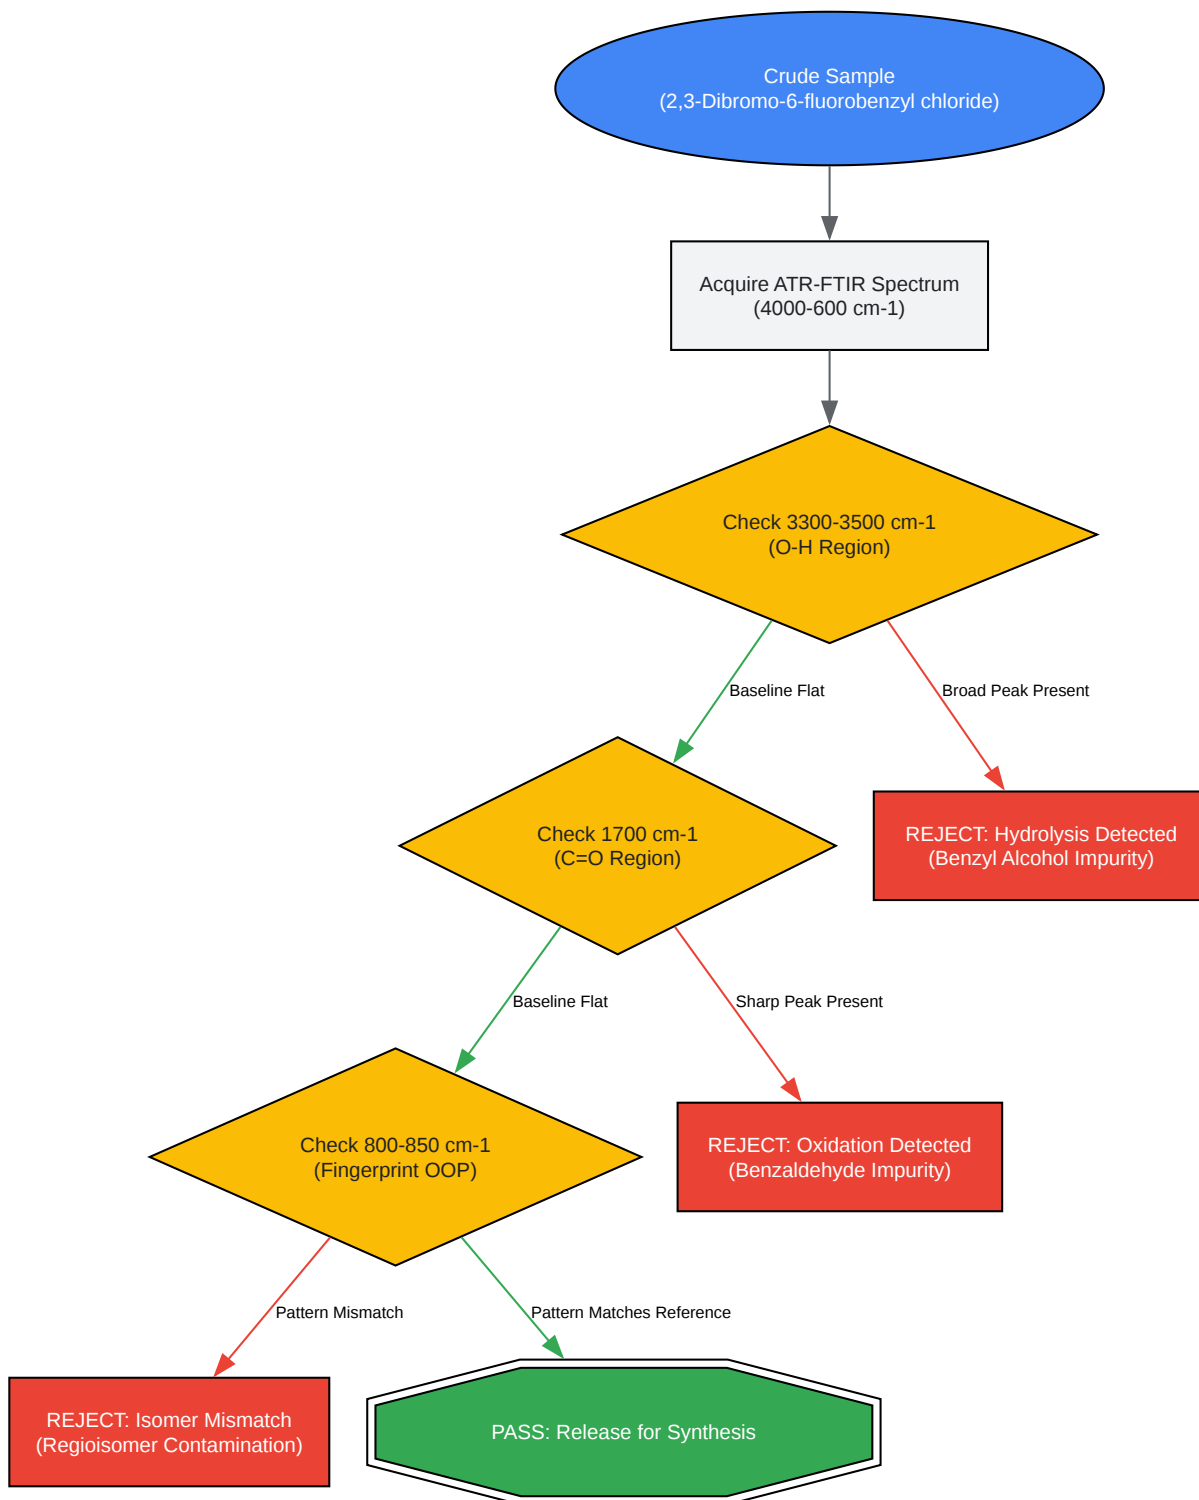 Crude Sample
(2,3-Dibromo-6-fluorobenzyl chloride)
Acquire ATR-FTIR Spectrum
(4000-600 cm-1)
Check 3300-3500 cm-1
(O-H Region)
Baseline Flat
Broad Peak Present
Check 1700 cm-1
(C=O Region)
REJECT: Hydrolysis Detected
(Benzyl Alcohol Impurity)
Baseline Flat
Sharp Peak Present
Check 800-850 cm-1
(Fingerprint OOP)
REJECT: Oxidation Detected
(Benzaldehyde Impurity)
Pattern Mismatch
Pattern Matches Reference
REJECT: Isomer Mismatch
(Regioisomer Contamination)
PASS: Release for Synthesis